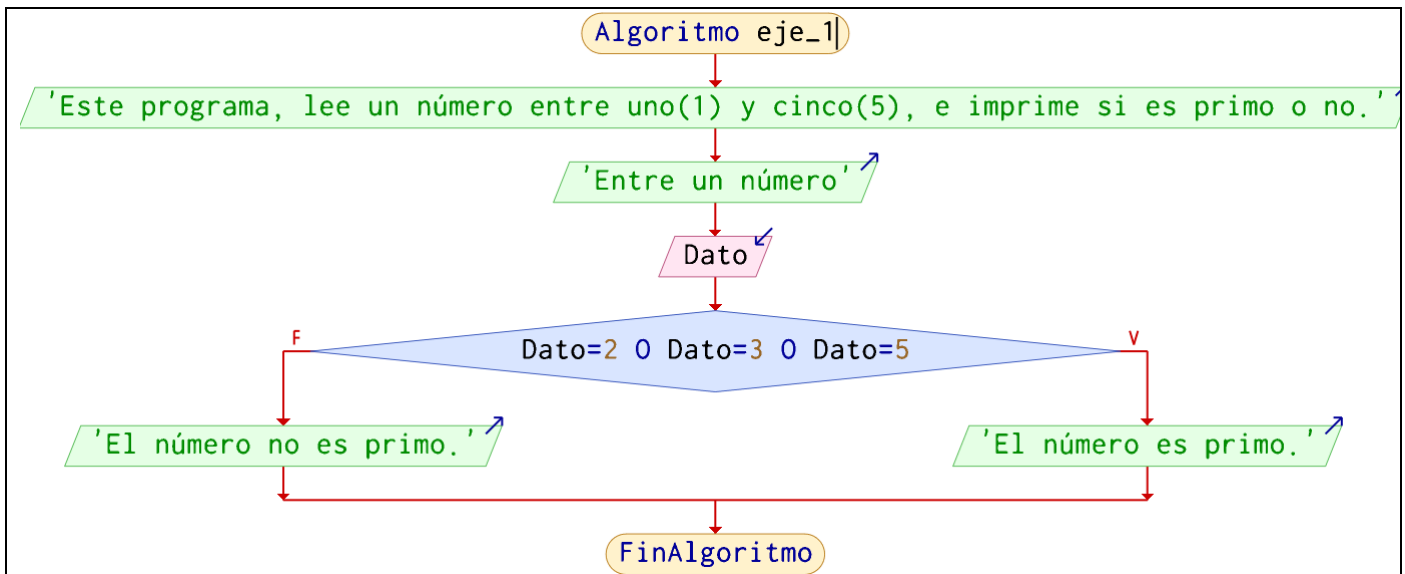 Algoritmo eje_1
'Este programa, lee un número entre uno(1) y cinco(5), e imprime si es primo o no.'
'Entre un número'
Dato
F
V
Dato=2 O Dato=3 O Dato=5
'El número no es primo.'
'El número es primo.'
FinAlgoritmo